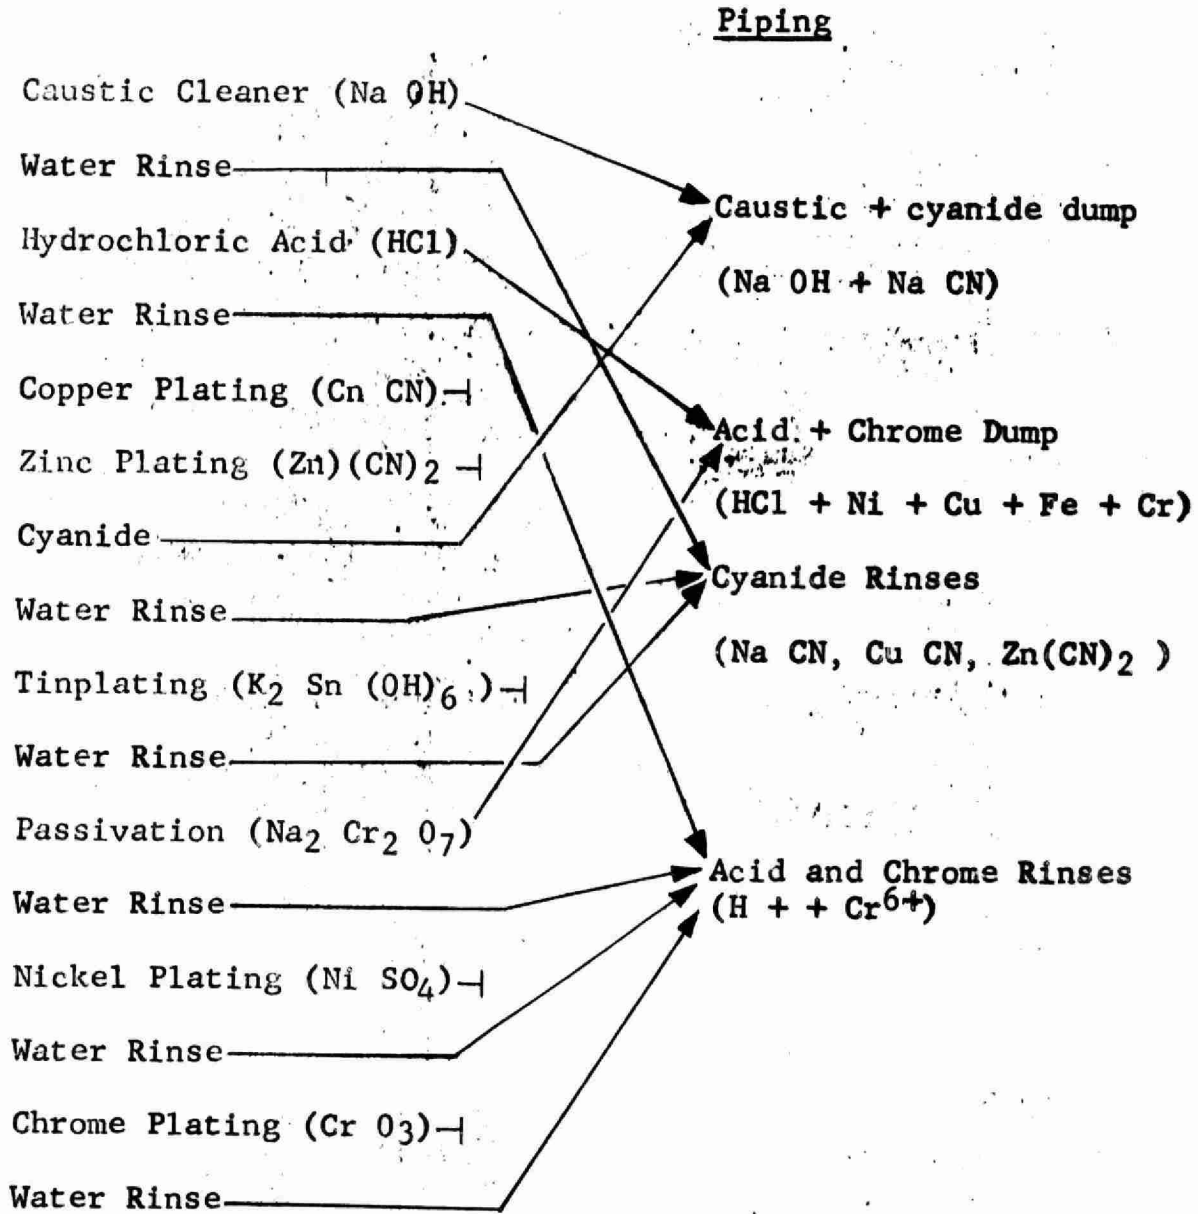 Piping
Caustic Cleaner (Na OH)
Water Rinse
Caustic + cyanide dump
Hydrochloric Acid (HCl)
(Na OH + Na CN)
Water Rinse
Copper Plating (Cn CN)
Acid + Chrome Dump
Zinc Plating (Zn)(CN)2
(HCl + Ni + Cu + Fe + Cr)
Cyanide
Cyanide Rinses
Water Rinse
(Na CN, Cu CN, Zn(CN)2 )
Tinplating (K2 Sn (OH)6 )
Water Rinse
Passivation (Na2 Cr2 O7)
Acid and Chrome Rinses
Water Rinse
(H + + Cr6+)
Nickel Plating (Ni SO4)
Water Rinse
Chrome Plating (Cr O3)
Water Rinse